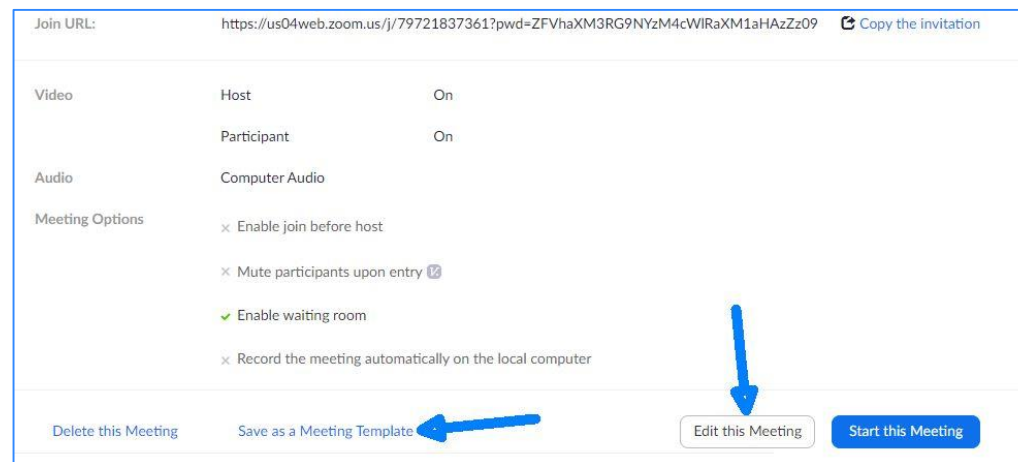 Join URL: https://us04web.zoom.us/j/79721837361?pwd=ZFVhaXM3RG9NYzM4cWlRaXM1aHAzZz09 Copy the invitation
Video Host On
Participant On
Audio Computer Audio
Meeting Options
Enable join before host
Mute participants upon entry
Enable waiting room
Record the meeting automatically on the local computer
Delete this Meeting Save as a Meeting Template Edit this Meeting Start this Meeting